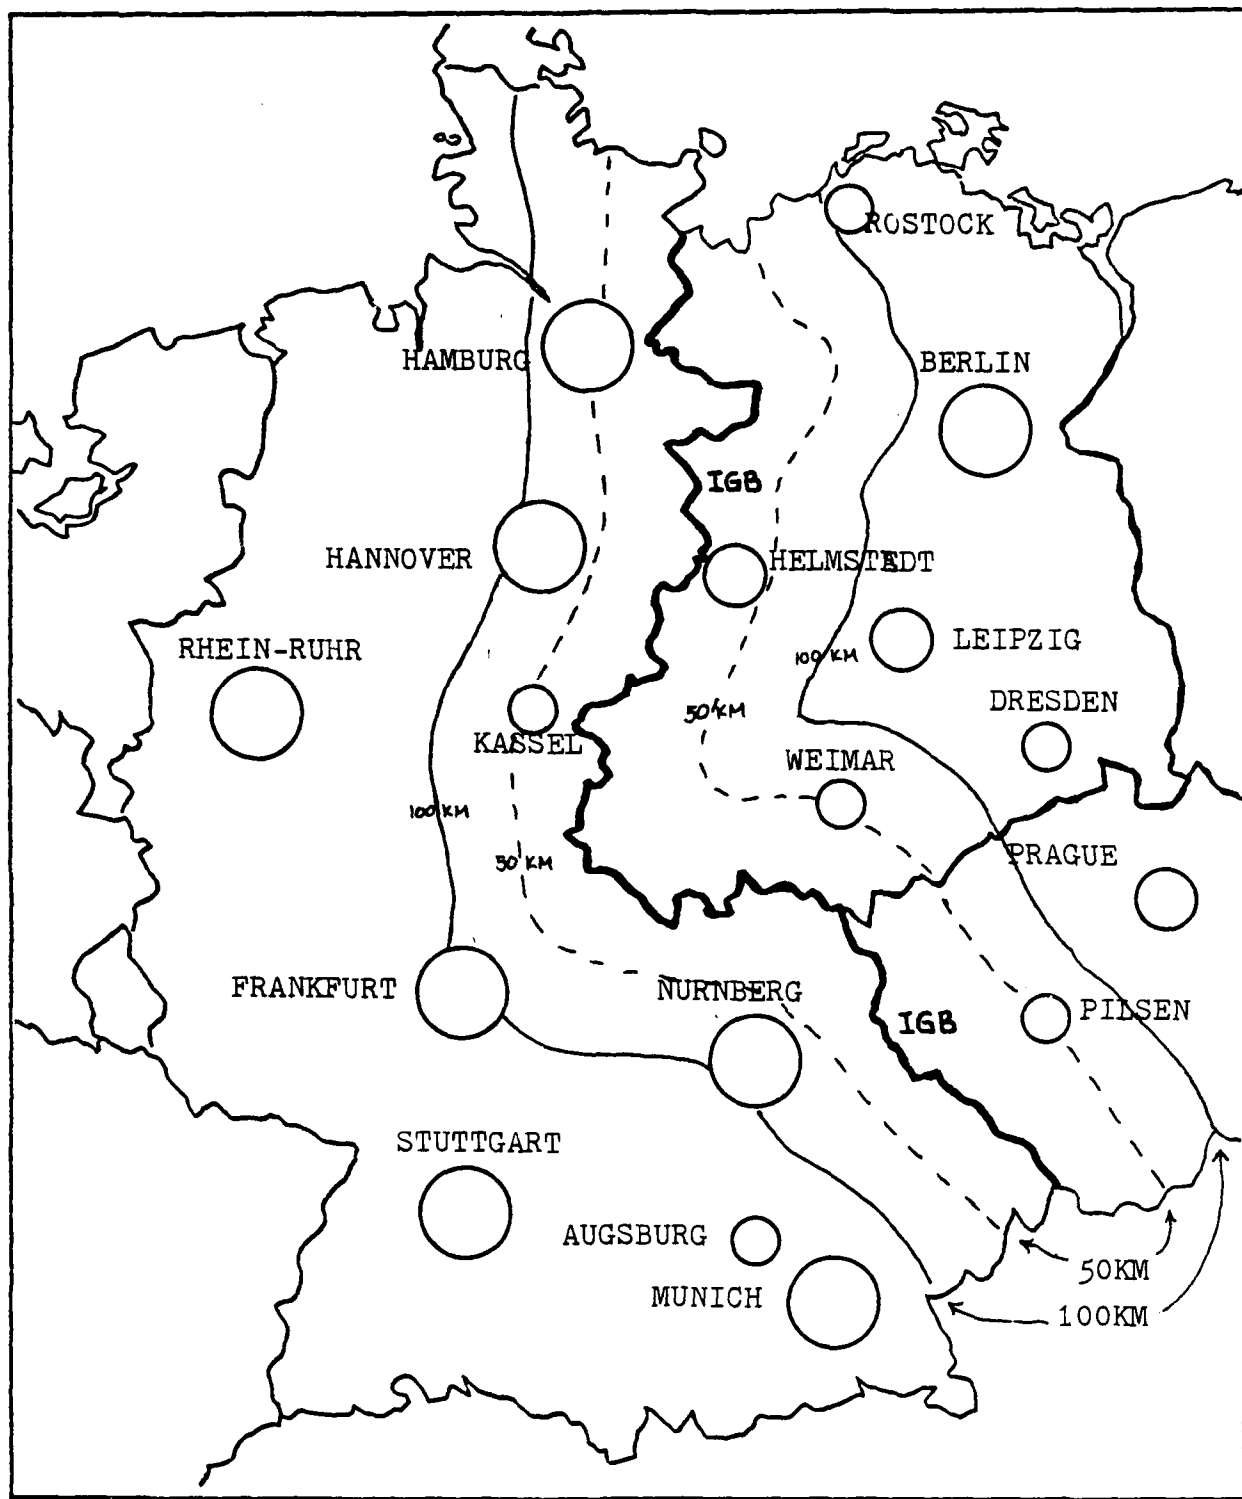 ROSTOCK
HAMBURG
BERLIN
IGB
HANNOVER
HELMSTEDT
RHEIN-RUHR
LEIPZIG
100 KM
50 KM
DRESDEN
KASSEL
WEIMAR
100 KM
50 KM
PRAGUE
FRANKFURT
NURNBERG
IGB
PILSEN
STUTTGART
AUGSBURG
50KM
MUNICH
100KM